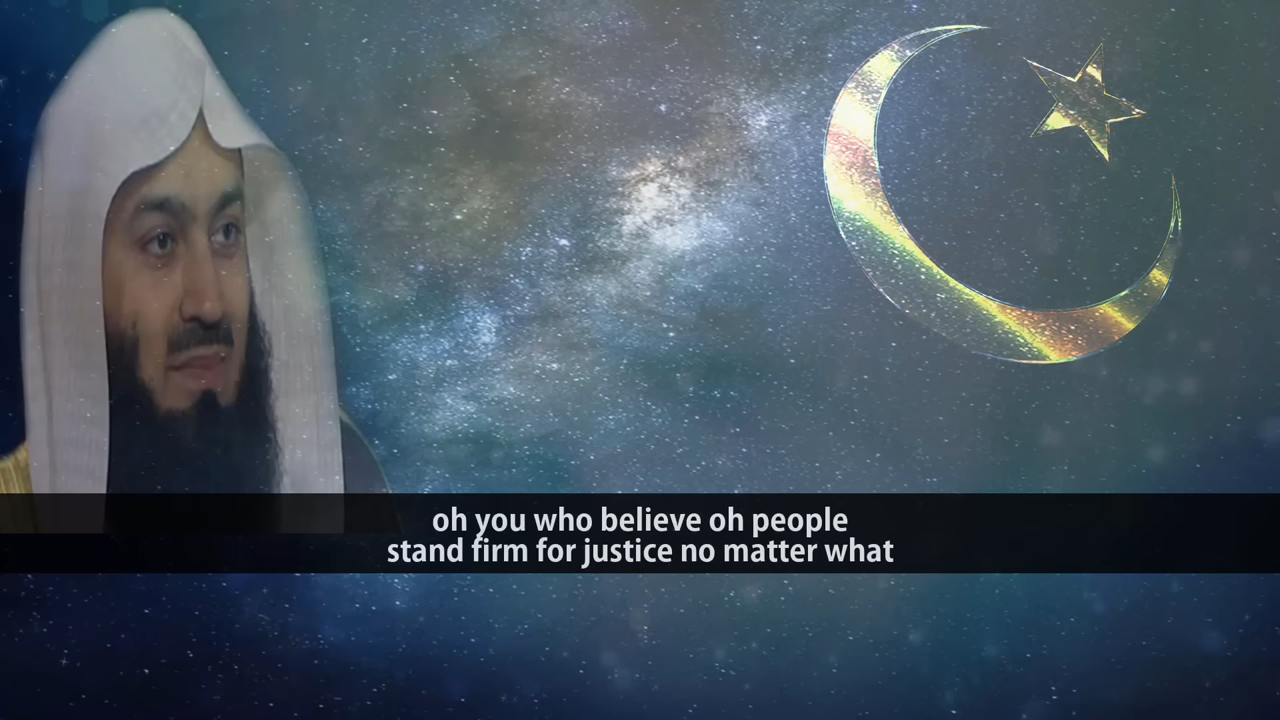 oh you who believe oh people
stand firm for justice no matter what